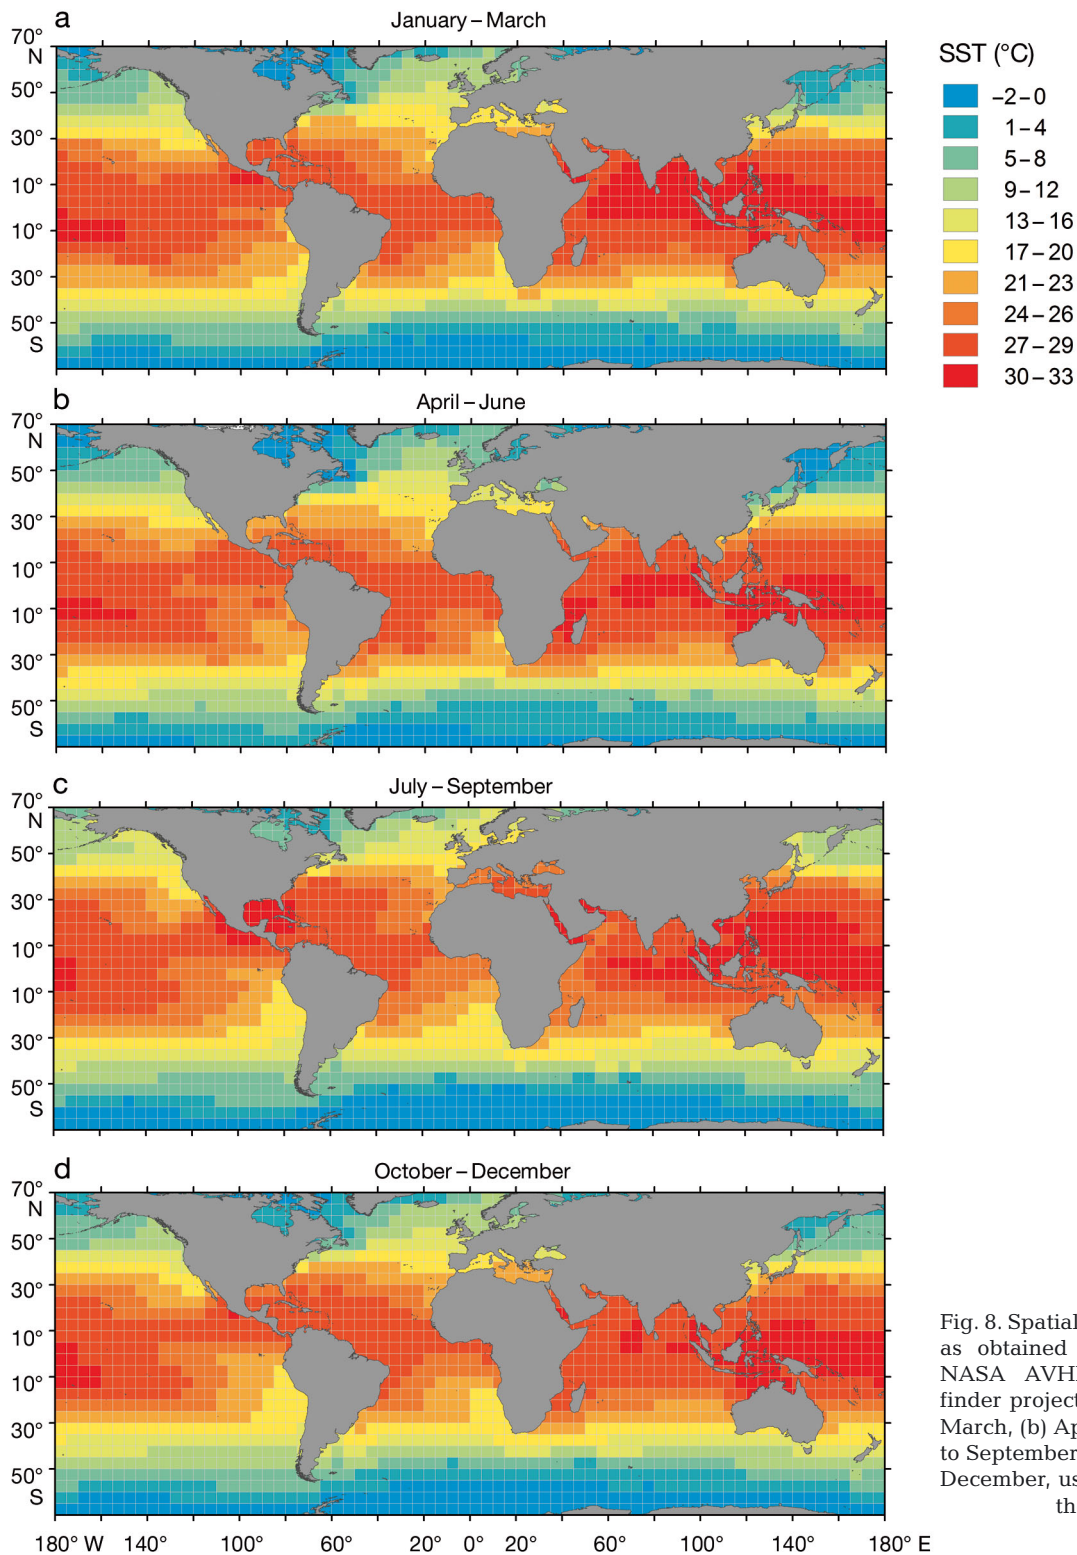 a
January – March
70°
N
50°
30°
10°
10°
30°
50°
S
SST (°C)
–2 – 0
1 – 4
5 – 8
9 – 12
13 – 16
17 – 20
21 – 23
24 – 26
27 – 29
30 – 33
b
April – June
70°
N
50°
30°
10°
10°
30°
50°
S
c
July – September
70°
N
50°
30°
10°
10°
30°
50°
S
d
October – December
70°
N
50°
30°
10°
10°
30°
50°
S
180° W 140° 100° 60° 20° 0° 20° 60° 100° 140° 180° E
Fig. 8. Spatial
as obtained
NASA AVH
finder project
March, (b) Ap
to September
December, us
th